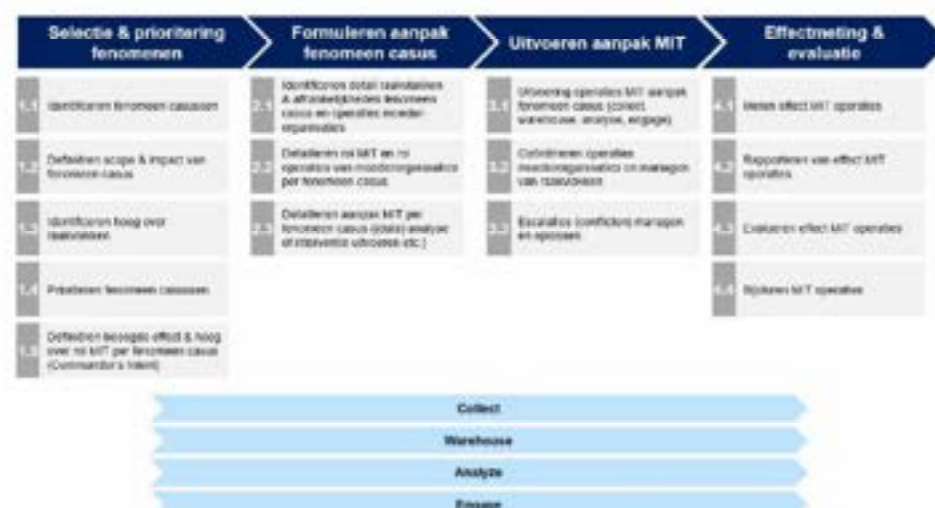 Selectie & prioritering
fenomenen
Formuleren aanpak
fenomeen casus
Uitvoeren aanpak MIT
Effectmeting &
evaluatie
1.1
Identificeren fenomeen casussen
1.2
Definiëren scope & impact van
fenomeen casus
1.3
Identificeren hoog over
raakvlakken
1.4
Prioriteren fenomeen casussen
1.5
Definiëren beoogde effect & hoog
over rol MIT per fenomeen casus
(Commander's Intent)
2.1
Identificeren detail raakvlakken
& afhankelijkheden fenomeen
casus en operaties moeder-
organisaties
2.2
Detailleren rol MIT en rol
operaties van moederorganisaties
per fenomeen casus
2.3
Detailleren aanpak MIT per
fenomeen casus (data) analyse
of interventie uitvoeren etc.)
3.1
Uitvoering operaties MIT aanpak
fenomeen casus (collect,
warehouse, analyse, engage)
3.2
Coördineren operaties
moederorganisaties en managen
van raakvlakken
3.3
Escalaties (conflicten) managen
en oplossen
4.1
Meten effect MIT operaties
4.2
Rapporteren van effect MIT
operaties
4.3
Evalueren effect MIT operaties
4.4
Bijsturen MIT operaties
Collect
Warehouse
Analyze
Engage